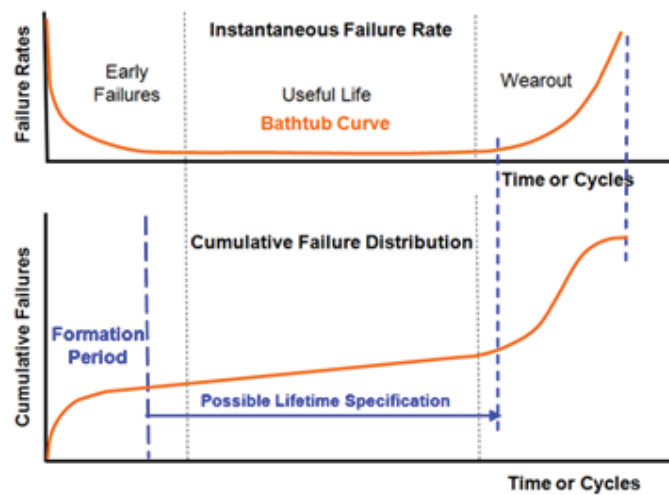 Instantaneous Failure Rate
Failure Rates
Early
Failures
Useful Life
Bathtub Curve
Wearout
Time or Cycles
Cumulative Failure Distribution
Cumulative Failures
Formation
Period
Possible Lifetime Specification
Time or Cycles